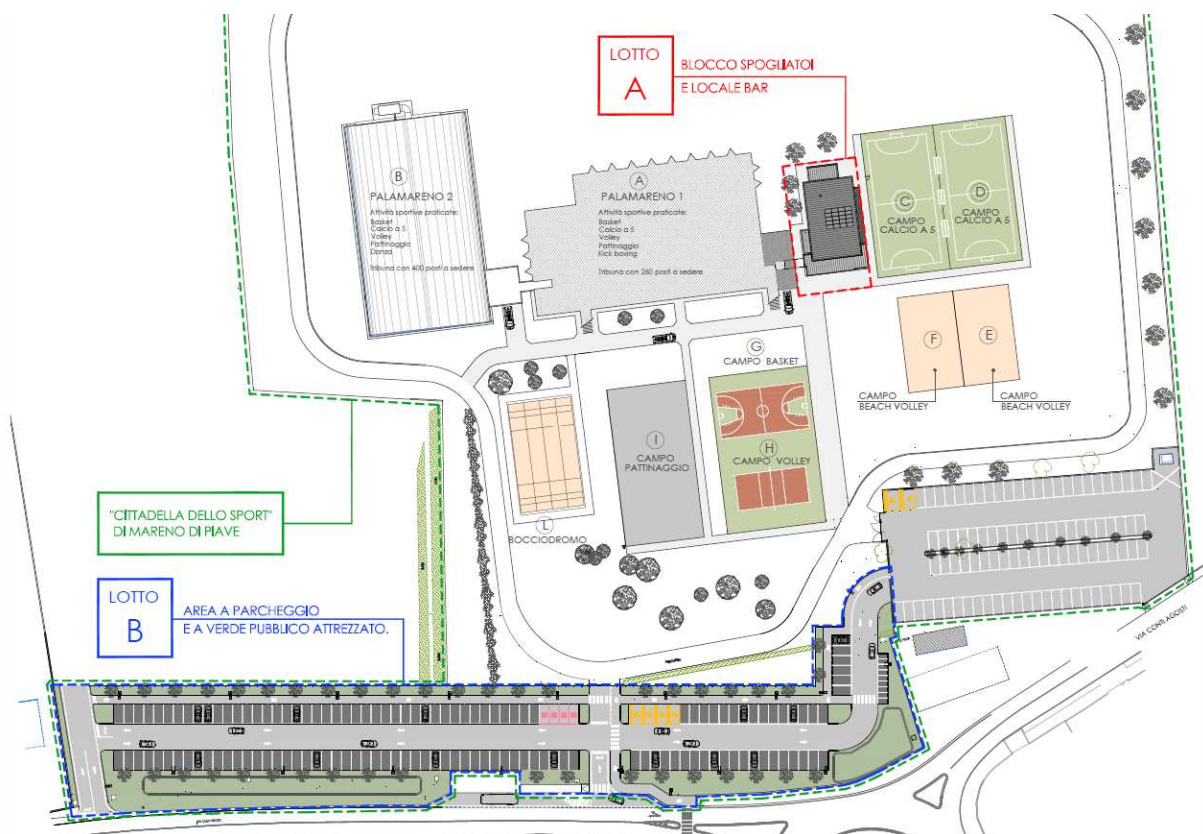 LOTTO
A
BLOCCO SPOGLIATOI
E LOCALE BAR
B
PALAMARENO 2
Attività sportive praticate:
Basket
Calcio a 5
Volley
Pattinaggio
Danza
Tribuna con 400 posti a sedere
A
PALAMARENO 1
Attività sportive praticate:
Basket
Calcio a 5
Volley
Pattinaggio
Kick boxing
Tribuna con 260 posti a sedere
C
CAMPO
CALCIO A 5
D
CAMPO
CALCIO A 5
F
E
CAMPO
BEACH VOLLEY
CAMPO
BEACH VOLLEY
G
CAMPO BASKET
I
CAMPO
PATTINAGGIO
H
CAMPO VOLLEY
L
BOCCIODROMO
"CITTADELLA DELLO SPORT"
DI MARENO DI PIAVE
LOTTO
B
AREA A PARCHEGGIO
E A VERDE PUBBLICO ATTREZZATO.
VIA CONTI AGOSTI